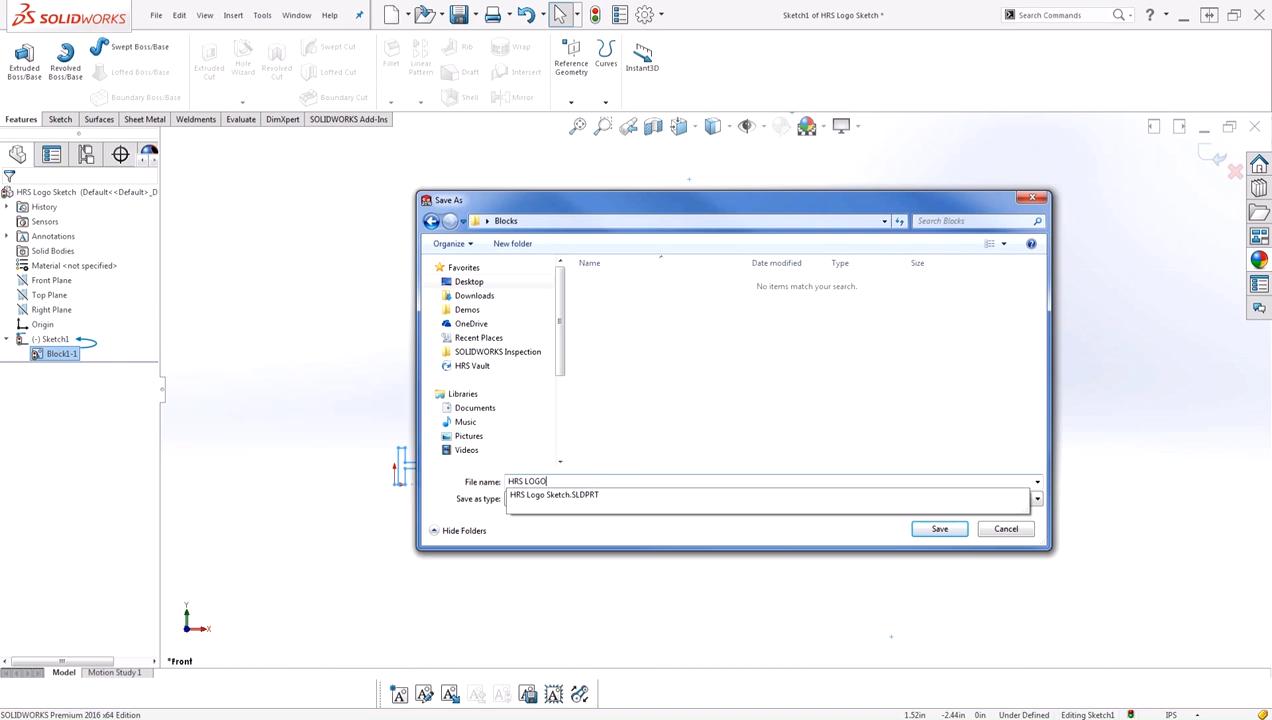 SOLIDWORKS
File Edit View Insert Tools Window Help
Sketch1 of HRS Logo Sketch *
Search Commands
Extruded Boss/Base
Revolved Boss/Base
Swept Boss/Base
Lofted Boss/Base
Boundary Boss/Base
Extruded Cut
Hole Wizard
Revolved Cut
Swept Cut
Lofted Cut
Boundary Cut
Fillet
Linear Pattern
Rib
Draft
Shell
Wrap
Intersect
Mirror
Reference Geometry
Curves
Instant3D
Features Sketch Surfaces Sheet Metal Weldments Evaluate DimXpert SOLIDWORKS Add-Ins
HRS Logo Sketch (Default<<Default>_D
History
Sensors
Annotations
Solid Bodies
Material <not specified>
Front Plane
Top Plane
Right Plane
Origin
(-) Sketch1
Block1-1
Save As
Blocks
Search Blocks
Organize New folder
Name Date modified Type Size
No items match your search.
Favorites
Desktop
Downloads
Demos
OneDrive
Recent Places
SOLIDWORKS Inspection
HRS Vault
Libraries
Documents
Music
Pictures
Videos
File name: HRS LOGO
HRS Logo Sketch.SLDPRT
Save as type:
Hide Folders
Save Cancel
Y
X
*Front
Model Motion Study 1
SOLIDWORKS Premium 2016 x64 Edition
1.52in -2.44in 0in Under Defined Editing Sketch1 IPS